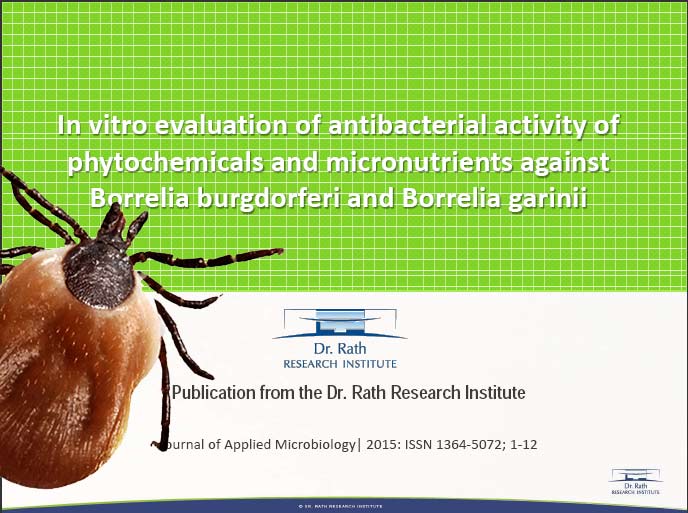 In vitro evaluation of antibacterial activity of
phytochemicals and micronutrients against
Borrelia burgdorferi and Borrelia garinii
Dr. Rath
RESEARCH INSTITUTE
Publication from the Dr. Rath Research Institute
Journal of Applied Microbiology| 2015: ISSN 1364-5072; 1-12
Dr. Rath
RESEARCH INSTITUTE
© DR. RATH RESEARCH INSTITUTE